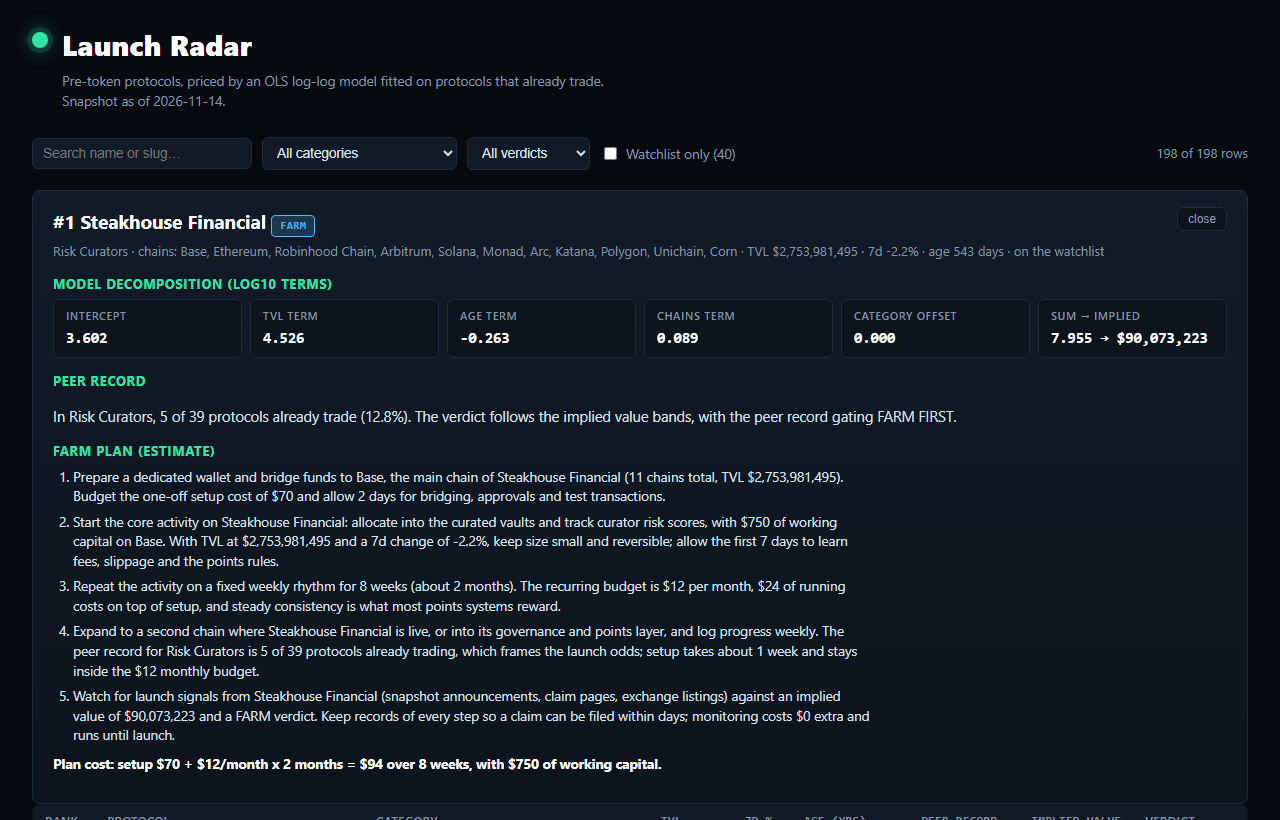 Launch Radar
Pre-token protocols, priced by an OLS log-log model fitted on protocols that already trade.
Snapshot as of 2026-11-14.
Search name or slug…
All categories
All verdicts
Watchlist only (40)
198 of 198 rows
#1 Steakhouse Financial FARM
close
Risk Curators · chains: Base, Ethereum, Robinhood Chain, Arbitrum, Solana, Monad, Arc, Katana, Polygon, Unichain, Corn · TVL $2,753,981,495 · 7d -2.2% · age 543 days · on the watchlist
MODEL DECOMPOSITION (LOG10 TERMS)
INTERCEPT
3.602
TVL TERM
4.526
AGE TERM
-0.263
CHAINS TERM
0.089
CATEGORY OFFSET
0.000
SUM → IMPLIED
7.955 → $90,073,223
PEER RECORD
In Risk Curators, 5 of 39 protocols already trade (12.8%). The verdict follows the implied value bands, with the peer record gating FARM FIRST.
FARM PLAN (ESTIMATE)
1. Prepare a dedicated wallet and bridge funds to Base, the main chain of Steakhouse Financial (11 chains total, TVL $2,753,981,495).
Budget the one-off setup cost of $70 and allow 2 days for bridging, approvals and test transactions.
2. Start the core activity on Steakhouse Financial: allocate into the curated vaults and track curator risk scores, with $750 of working
capital on Base. With TVL at $2,753,981,495 and a 7d change of -2.2%, keep size small and reversible; allow the first 7 days to learn
fees, slippage and the points rules.
3. Repeat the activity on a fixed weekly rhythm for 8 weeks (about 2 months). The recurring budget is $12 per month, $24 of running
costs on top of setup, and steady consistency is what most points systems reward.
4. Expand to a second chain where Steakhouse Financial is live, or into its governance and points layer, and log progress weekly. The
peer record for Risk Curators is 5 of 39 protocols already trading, which frames the launch odds; setup takes about 1 week and stays
inside the $12 monthly budget.
5. Watch for launch signals from Steakhouse Financial (snapshot announcements, claim pages, exchange listings) against an implied
value of $90,073,223 and a FARM verdict. Keep records of every step so a claim can be filed within days; monitoring costs $0 extra and
runs until launch.
Plan cost: setup $70 + $12/month x 2 months = $94 over 8 weeks, with $750 of working capital.
RANK PROTOCOL CATEGORY TVL 7D % AGE (YRS) PEER RECORD IMPLIED VALUE VERDICT